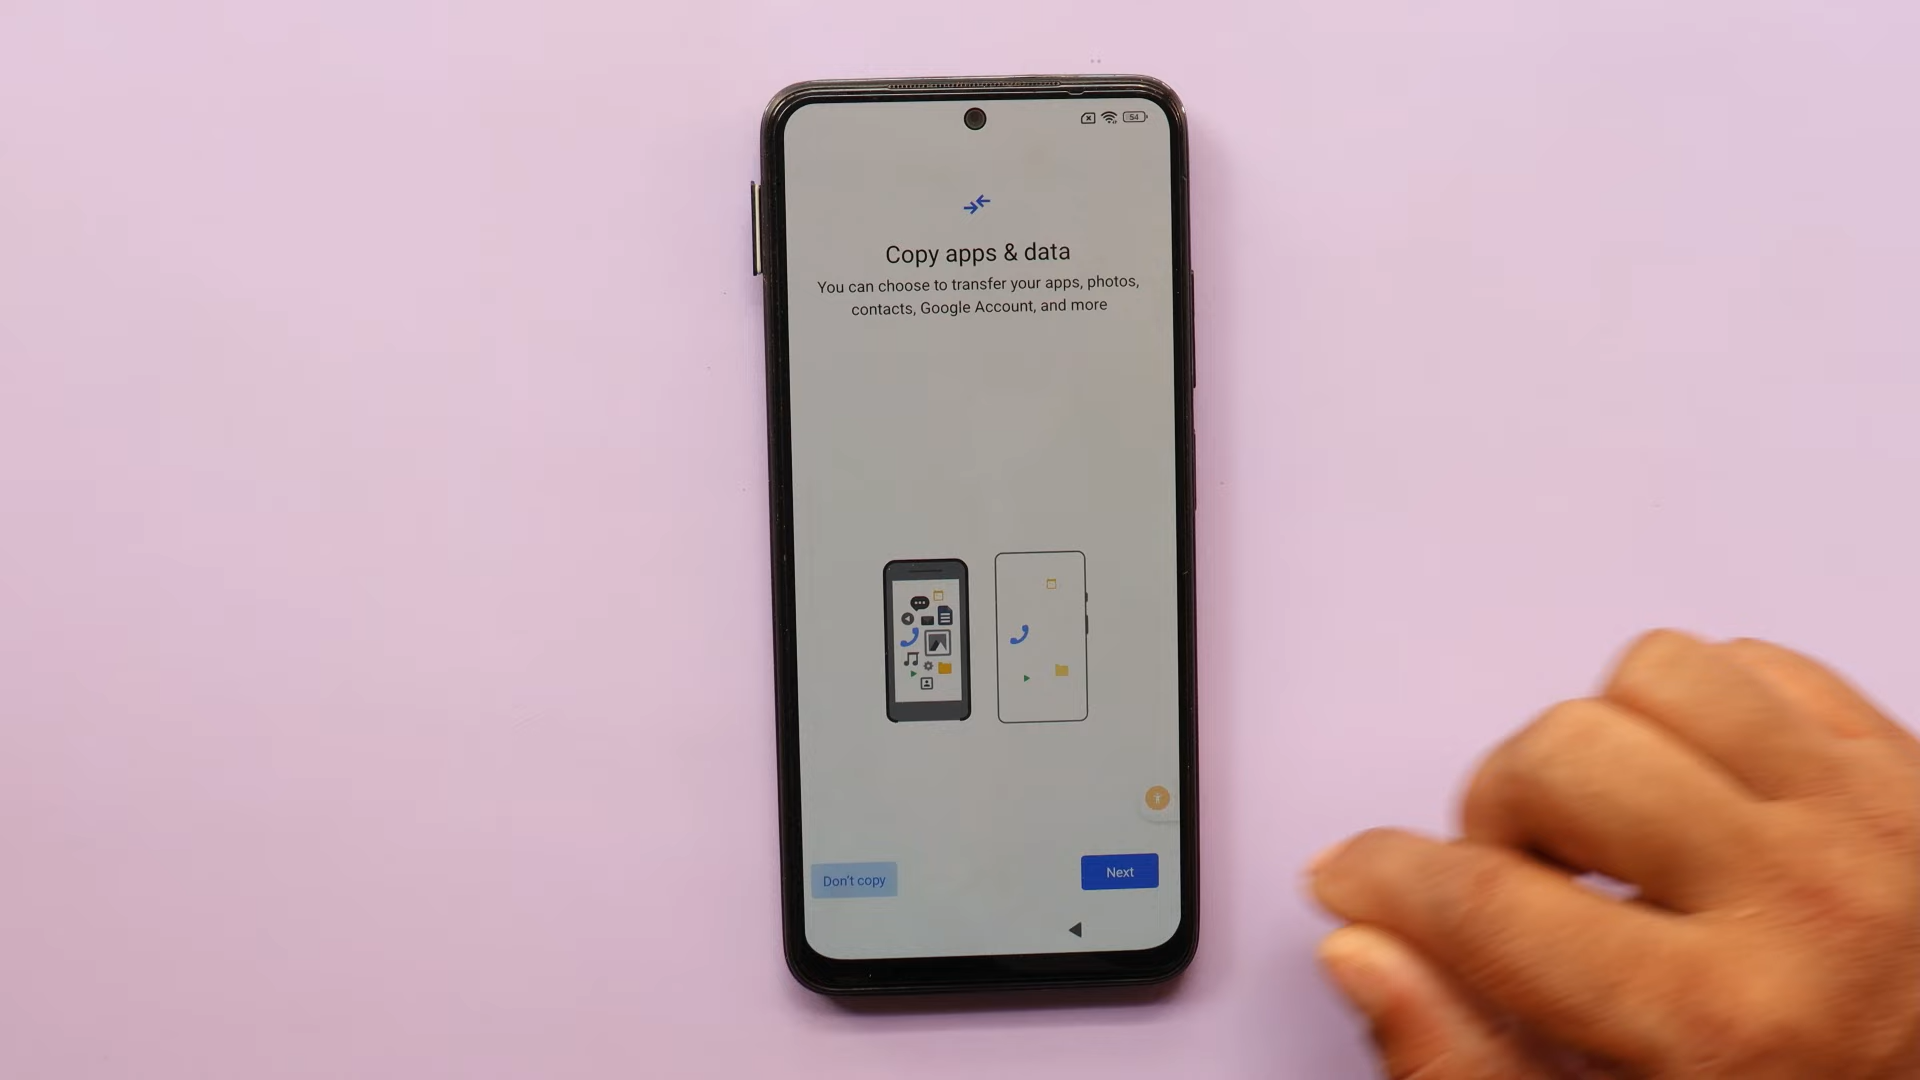 54
Copy apps & data
You can choose to transfer your apps, photos,
contacts, Google Account, and more
Don't copy
Next